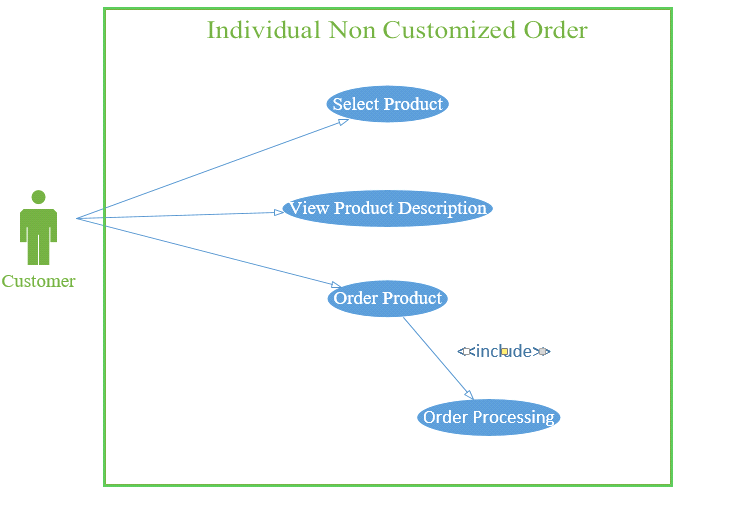 Individual Non Customized Order
Select Product
View Product Description
Customer
Order Product
<<include>>
Order Processing